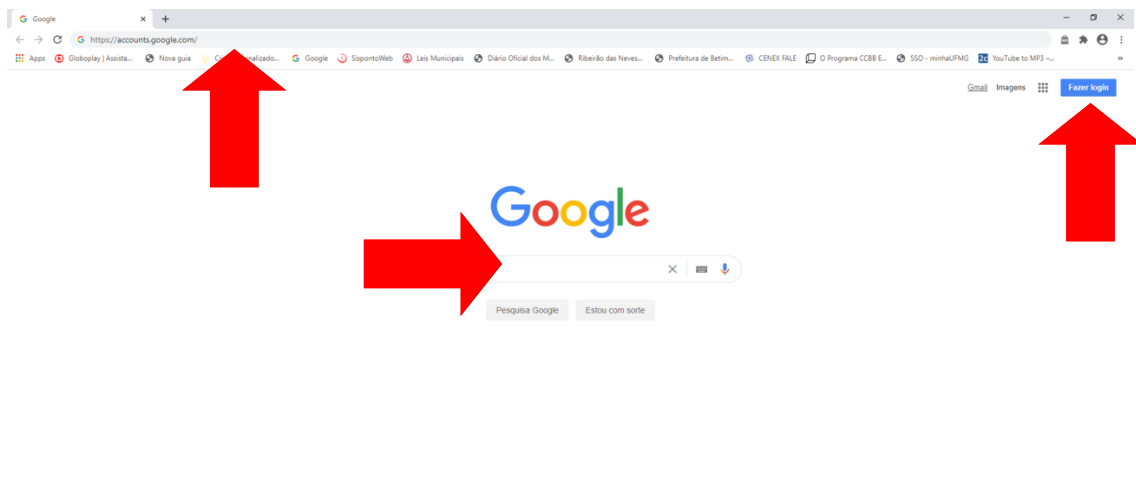 Google
https://accounts.google.com/
Apps Globoplay | Assista... Nova guia Google SispontoWeb Leis Municipais Diário Oficial dos M... Ribeirão das Neves... Prefeitura de Betim... CENEX FALE O Programa CCBB E... SSO - minhaUFMG 2c YouTube to MP3 –... »
Gmail Imagens Fazer login
Google
Pesquisa Google Estou com sorte